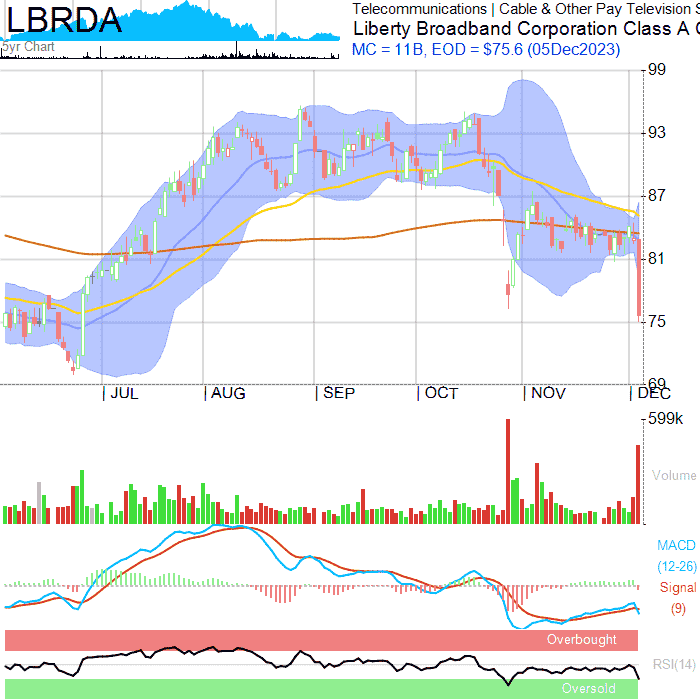 LBRDA
5yr Chart
Telecommunications | Cable & Other Pay Television S
Liberty Broadband Corporation Class A C
MC = 11B, EOD = $75.6 (05Dec2023)
99
93
87
81
75
69
JUL
AUG
SEP
OCT
NOV
DEC
599k
Volume
MACD
(12-26)
Signal
(9)
Overbought
RSI(14)
Oversold